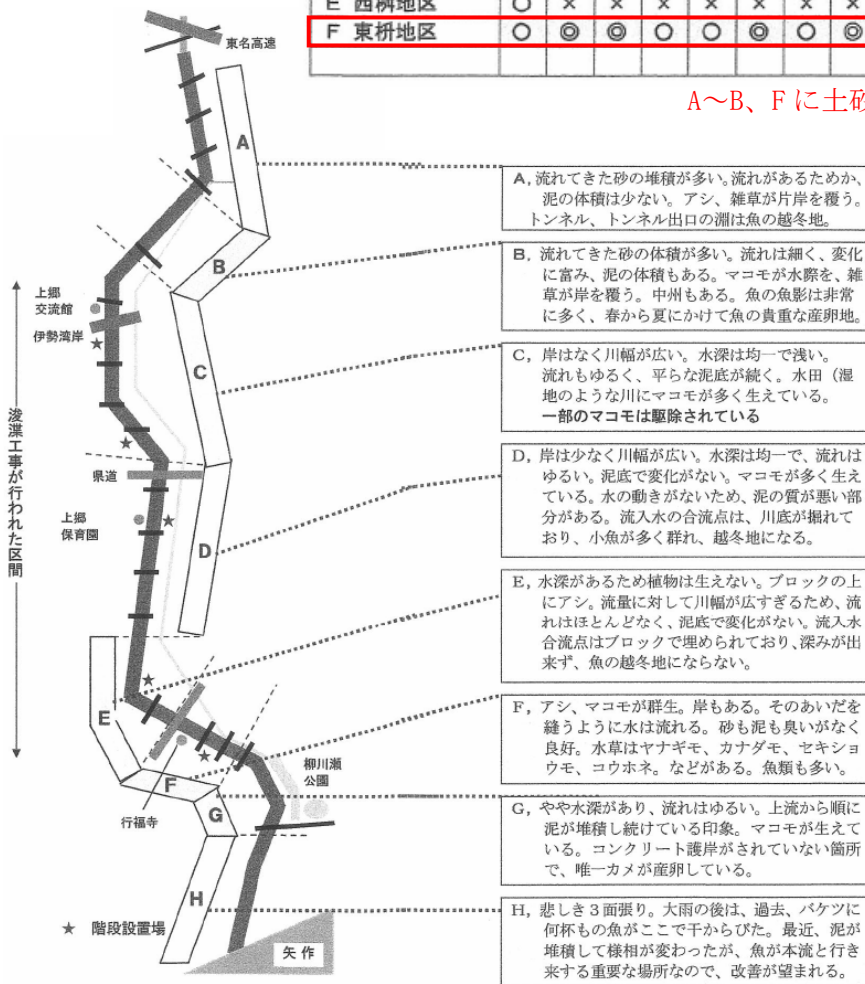 E 西桝地区 ○ × × × × × × ×
F 東枡地区 ○ ◎ ◎ ○ ○ ◎ ○ ◎
A～B、F に土砂
東名高速
A
B
上郷
交流館
伊勢湾岸
C
県道
上郷
保育園
D
浚渫工事が行われた区間
E
F
G
柳川瀬
公園
行福寺
H
★ 階段設置場
矢作
A, 流れてきた砂の堆積が多い。流れがあるためか、
泥の体積は少ない。アシ、雑草が片岸を覆う。
トンネル、トンネル出口の淵は魚の越冬地。
B, 流れてきた砂の体積が多い。流れは細く、変化
に富み、泥の体積もある。マコモが水際を、雑
草が岸を覆う。中州もある。魚の魚影は非常
に多く、春から夏にかけて魚の貴重な産卵地。
C, 岸はなく川幅が広い。水深は均一で浅い。
流れもゆるく、平らな泥底が続く。水田（湿
地のような川にマコモが多く生えている。
一部のマコモは駆除されている
D, 岸は少なく川幅が広い。水深は均一で、流れは
ゆるい。泥底で変化がない。マコモが多く生え
ている。水の動きがないため、泥の質が悪い部
分がある。流入水の合流点は、川底が掘れて
おり、小魚が多く群れ、越冬地になる。
E, 水深があるため植物は生えない。ブロックの上
にアシ。流量に対して川幅が広すぎるため、流
れはほとんどなく、泥底で変化がない。流入水
合流点はブロックで埋められており、深みが出
来ず、魚の越冬地にならない。
F, アシ、マコモが群生。岸もある。そのあいだを
縫うように水は流れる。砂も泥も臭いがなく
良好。水草はヤナギモ、カナダモ、セキショ
ウモ、コウホネ。などがある。魚類も多い。
G, やや水深があり、流れはゆるい。上流から順に
泥が堆積し続けている印象。マコモが生えて
いる。コンクリート護岸がされていない箇所
で、唯一カメが産卵している。
H, 悲しき３面張り。大雨の後は、過去、バケツに
何杯もの魚がここで干からびた。最近、泥が
堆積して様相が変わったが、魚が本流と行き
来する重要な場所なので、改善が望まれる。